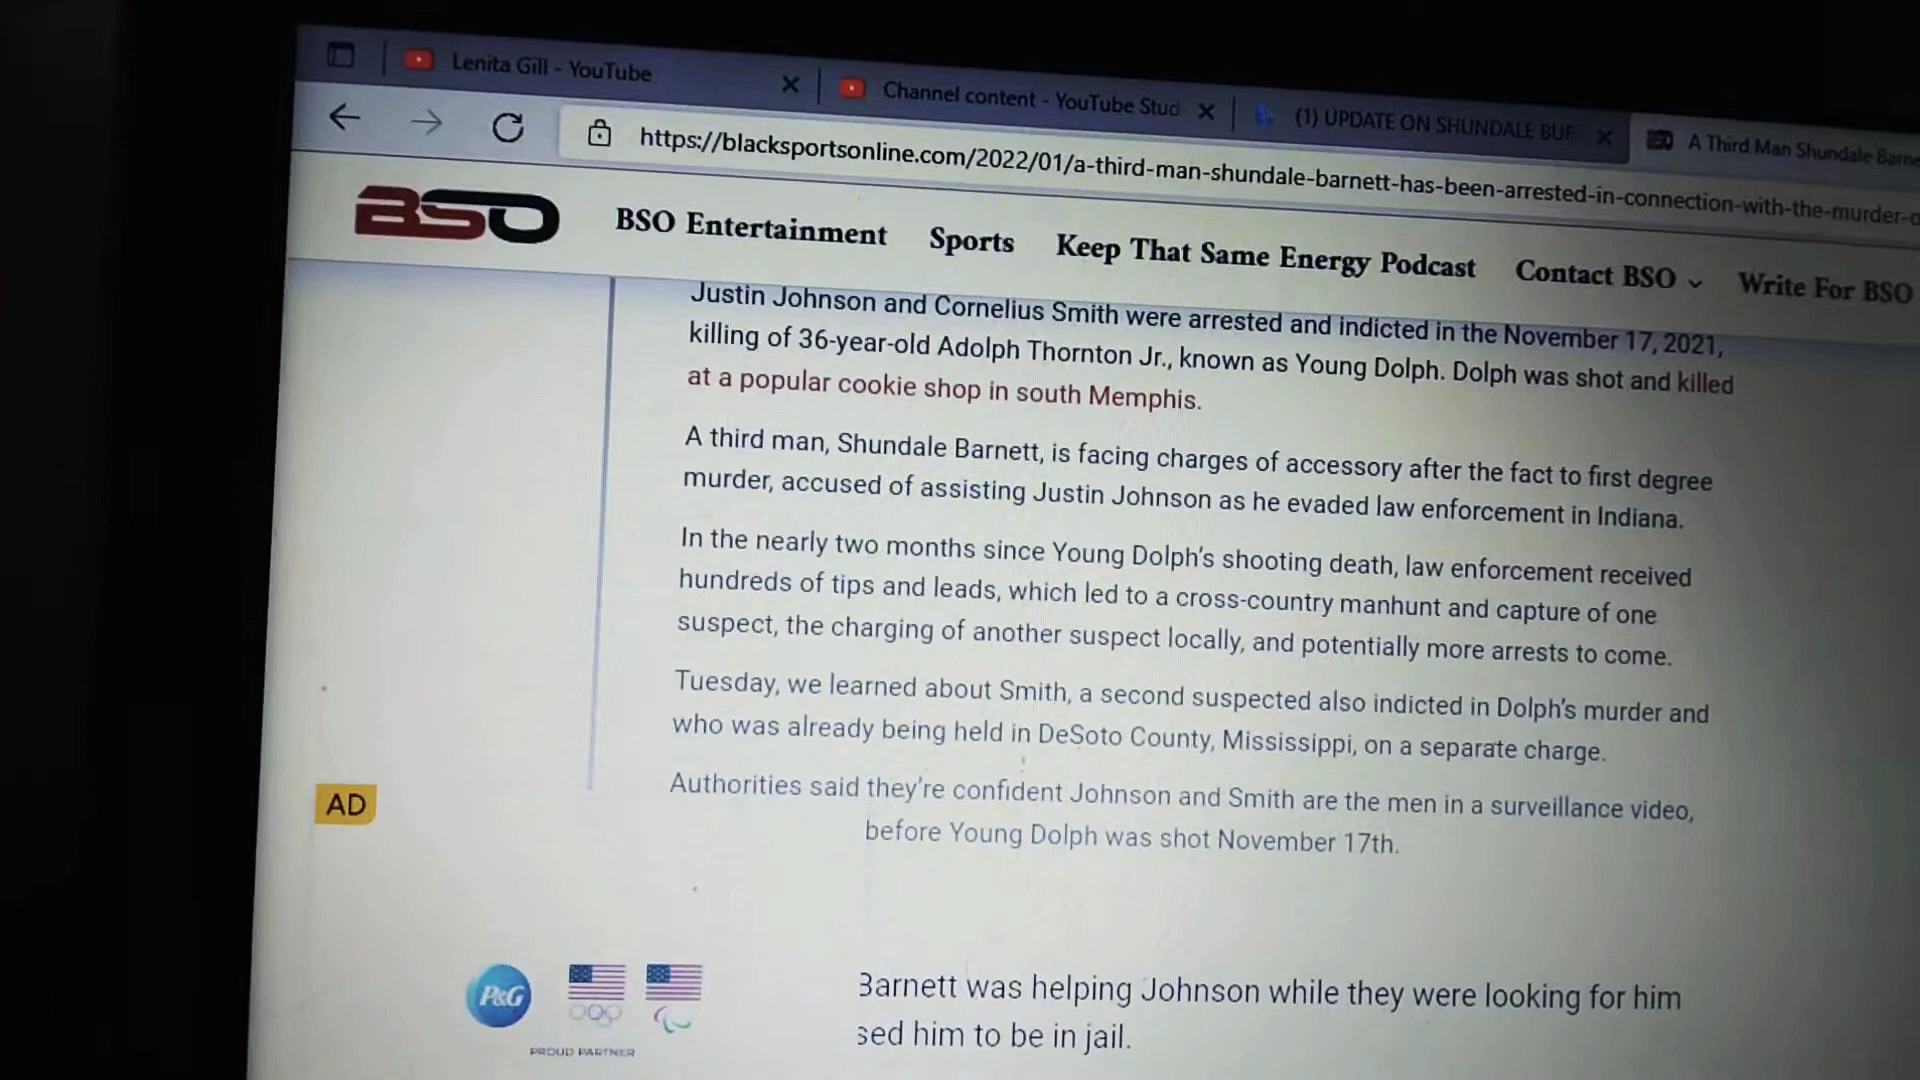 Lenita Gill - YouTube
Channel content - YouTube Stud
(1) UPDATE ON SHUNDALE BUR
A Third Man Shundale Barne
https://blacksportsonline.com/2022/01/a-third-man-shundale-barnett-has-been-arrested-in-connection-with-the-murder-o
BSO
BSO Entertainment Sports Keep That Same Energy Podcast Contact BSO Write For BSO
Justin Johnson and Cornelius Smith were arrested and indicted in the November 17, 2021,
killing of 36-year-old Adolph Thornton Jr., known as Young Dolph. Dolph was shot and killed
at a popular cookie shop in south Memphis.
A third man, Shundale Barnett, is facing charges of accessory after the fact to first degree
murder, accused of assisting Justin Johnson as he evaded law enforcement in Indiana.
In the nearly two months since Young Dolph's shooting death, law enforcement received
hundreds of tips and leads, which led to a cross-country manhunt and capture of one
suspect, the charging of another suspect locally, and potentially more arrests to come.
Tuesday, we learned about Smith, a second suspected also indicted in Dolph's murder and
who was already being held in DeSoto County, Mississippi, on a separate charge.
Authorities said they're confident Johnson and Smith are the men in a surveillance video,
before Young Dolph was shot November 17th.
AD
P&G
PROUD PARTNER
Barnett was helping Johnson while they were looking for him
sed him to be in jail.